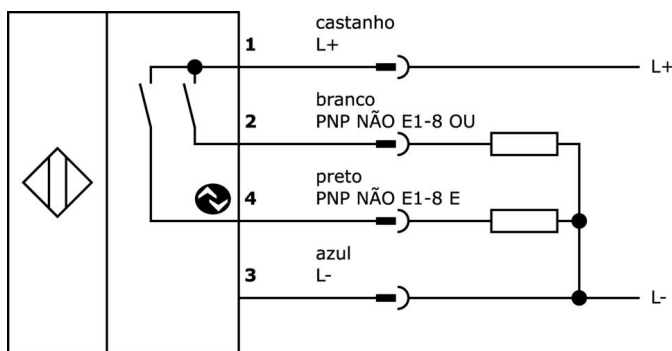 castanho
1 L+
L+
branco
2 PNP NÃO E1-8 OU
preto
4 PNP NÃO E1-8 E
azul
3 L-
L-